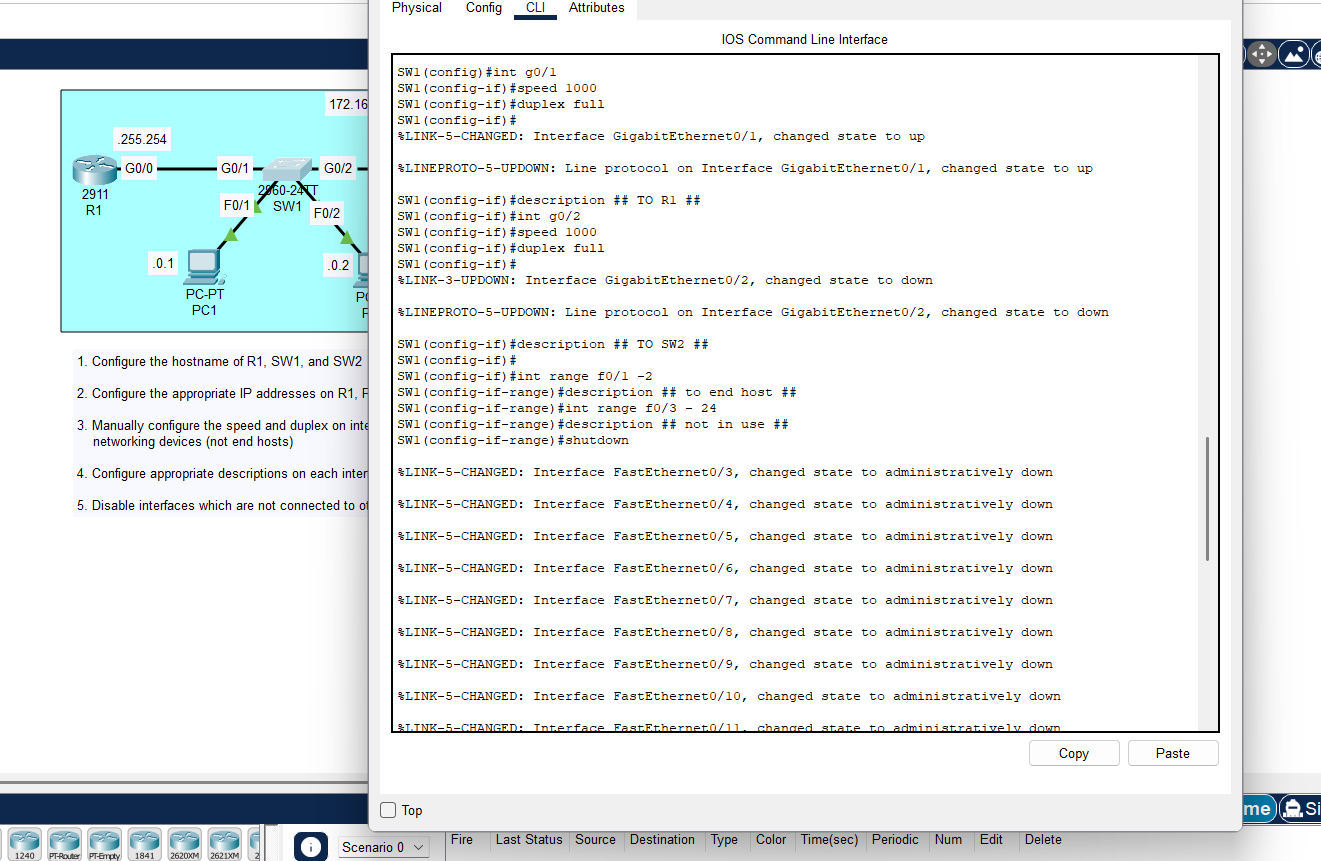 Physical Config CLI Attributes
IOS Command Line Interface
SW1(config)#int g0/1
SW1(config-if)#speed 1000
SW1(config-if)#duplex full
SW1(config-if)#
%LINK-5-CHANGED: Interface GigabitEthernet0/1, changed state to up
%LINEPROTO-5-UPDOWN: Line protocol on Interface GigabitEthernet0/1, changed state to up
SW1(config-if)#description ## TO R1 ##
SW1(config-if)#int g0/2
SW1(config-if)#speed 1000
SW1(config-if)#duplex full
SW1(config-if)#
%LINK-3-UPDOWN: Interface GigabitEthernet0/2, changed state to down
%LINEPROTO-5-UPDOWN: Line protocol on Interface GigabitEthernet0/2, changed state to down
SW1(config-if)#description ## TO SW2 ##
SW1(config-if)#
SW1(config-if)#int range f0/1 -2
SW1(config-if-range)#description ## to end host ##
SW1(config-if-range)#int range f0/3 - 24
SW1(config-if-range)#description ## not in use ##
SW1(config-if-range)#shutdown
%LINK-5-CHANGED: Interface FastEthernet0/3, changed state to administratively down
%LINK-5-CHANGED: Interface FastEthernet0/4, changed state to administratively down
%LINK-5-CHANGED: Interface FastEthernet0/5, changed state to administratively down
%LINK-5-CHANGED: Interface FastEthernet0/6, changed state to administratively down
%LINK-5-CHANGED: Interface FastEthernet0/7, changed state to administratively down
%LINK-5-CHANGED: Interface FastEthernet0/8, changed state to administratively down
%LINK-5-CHANGED: Interface FastEthernet0/9, changed state to administratively down
%LINK-5-CHANGED: Interface FastEthernet0/10, changed state to administratively down
%LINK-5-CHANGED: Interface FastEthernet0/11, changed state to administratively down
Copy Paste
Top
172.16
.255.254
G0/0 G0/1 G0/2
2911
R1
2960-24TT
SW1
F0/1 F0/2
.0.1 .0.2
PC-PT
PC1
1. Configure the hostname of R1, SW1, and SW2
2. Configure the appropriate IP addresses on R1,
3. Manually configure the speed and duplex on
networking devices (not end hosts)
4. Configure appropriate descriptions on each
5. Disable interfaces which are not connected to
1240 PT-Router PT-Empty 1841 2620XM 2621XM
Scenario 0
Fire Last Status Source Destination Type Color Time(sec) Periodic Num Edit Delete
me Si